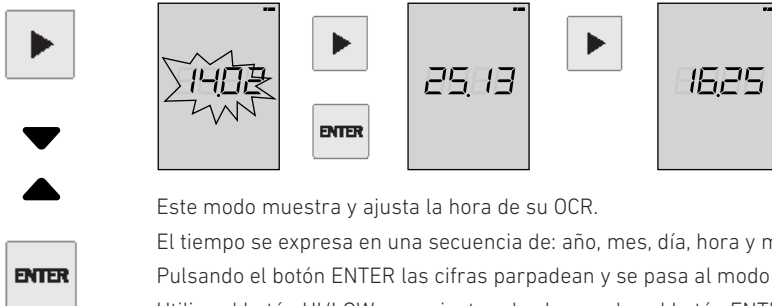 14.02
25.13
16.25
ENTER
ENTER
Este modo muestra y ajusta la hora de su OCR.
El tiempo se expresa en una secuencia de: año, mes, día, hora y
Pulsando el botón ENTER las cifras parpadean y se pasa al modo